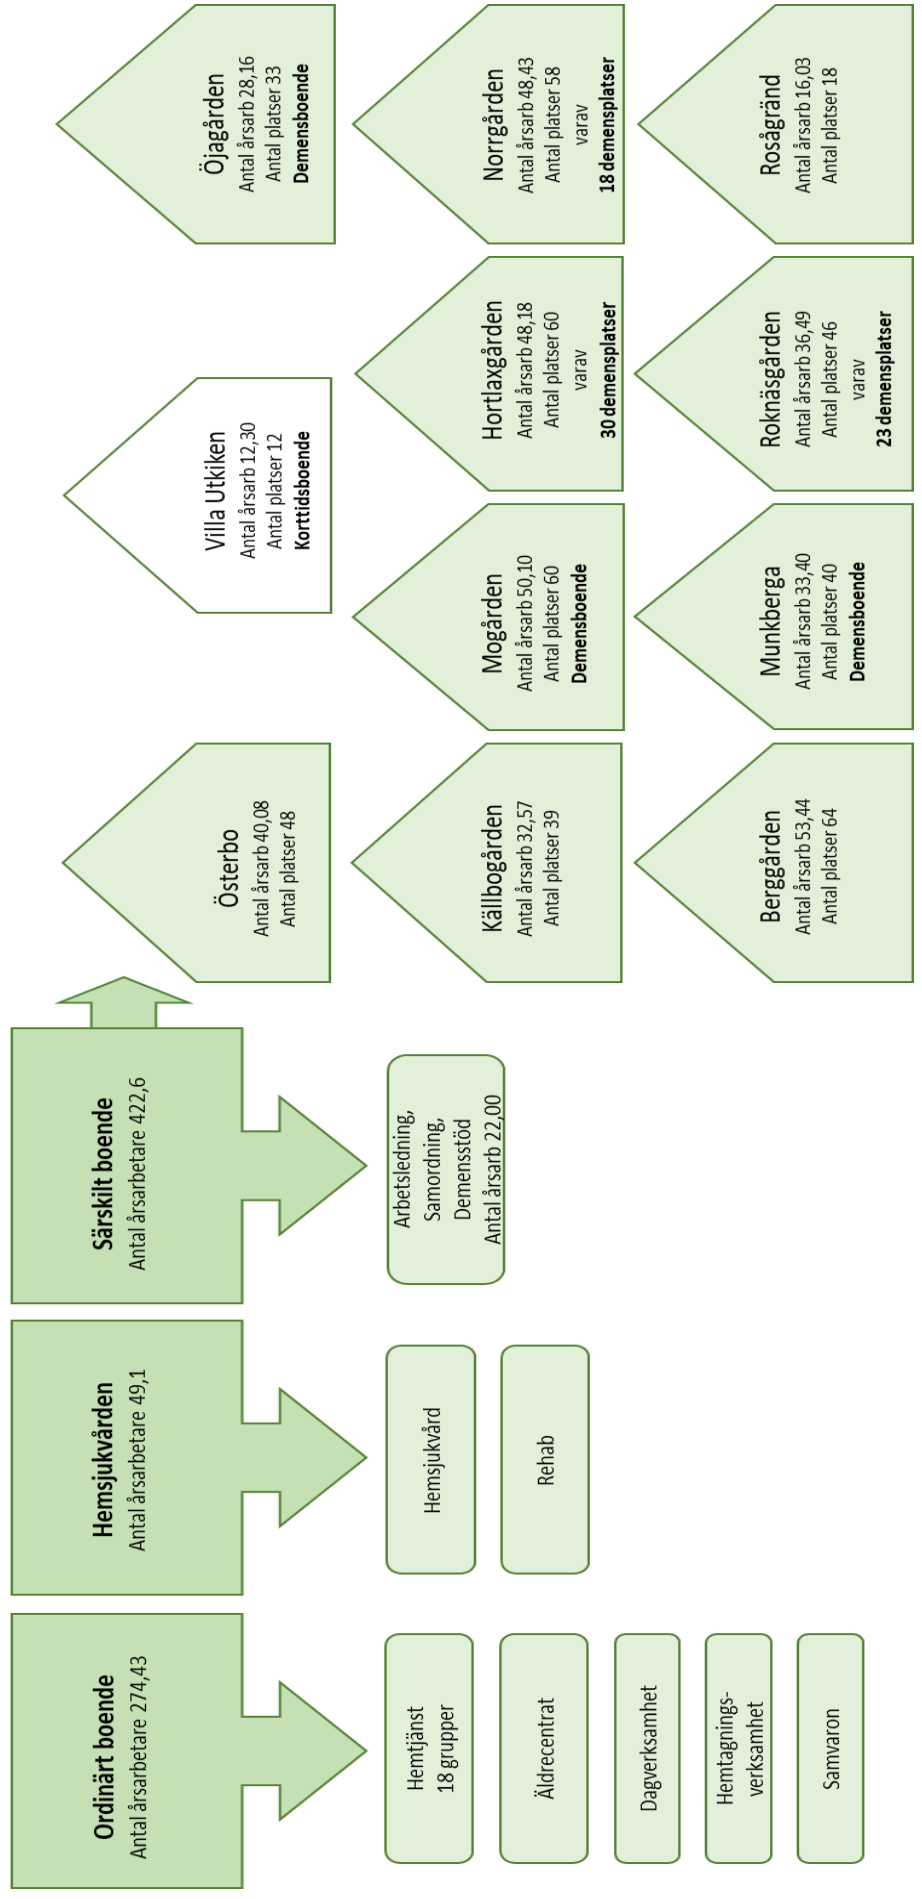 Ordinärt boende
Antal årsarbetare 274,43
Hemtjänst
18 grupper
Äldrecentrat
Dagverksamhet
Hemtagnings-
verksamhet
Samvaron
Hemsjukvården
Antal årsarbetare 49,1
Hemsjukvård
Rehab
Särskilt boende
Antal årsarbetare 422,6
Arbetsledning,
Samordning,
Demensstöd
Antal årsarb 22,00
Österbo
Antal årsarb 40,08
Antal platser 48
Villa Utkiken
Antal årsarb 12,30
Antal platser 12
Korttidsboende
Öjagården
Antal årsarb 28,16
Antal platser 33
Demensboende
Källbogården
Antal årsarb 32,57
Antal platser 39
Mogården
Antal årsarb 50,10
Antal platser 60
Demensboende
Hortlaxgården
Antal årsarb 48,18
Antal platser 60
varav
30 demensplatser
Norrgården
Antal årsarb 48,43
Antal platser 58
varav
18 demensplatser
Berggården
Antal årsarb 53,44
Antal platser 64
Munkberga
Antal årsarb 33,40
Antal platser 40
Demensboende
Roknäsgården
Antal årsarb 36,49
Antal platser 46
varav
23 demensplatser
Rosågränd
Antal årsarb 16,03
Antal platser 18